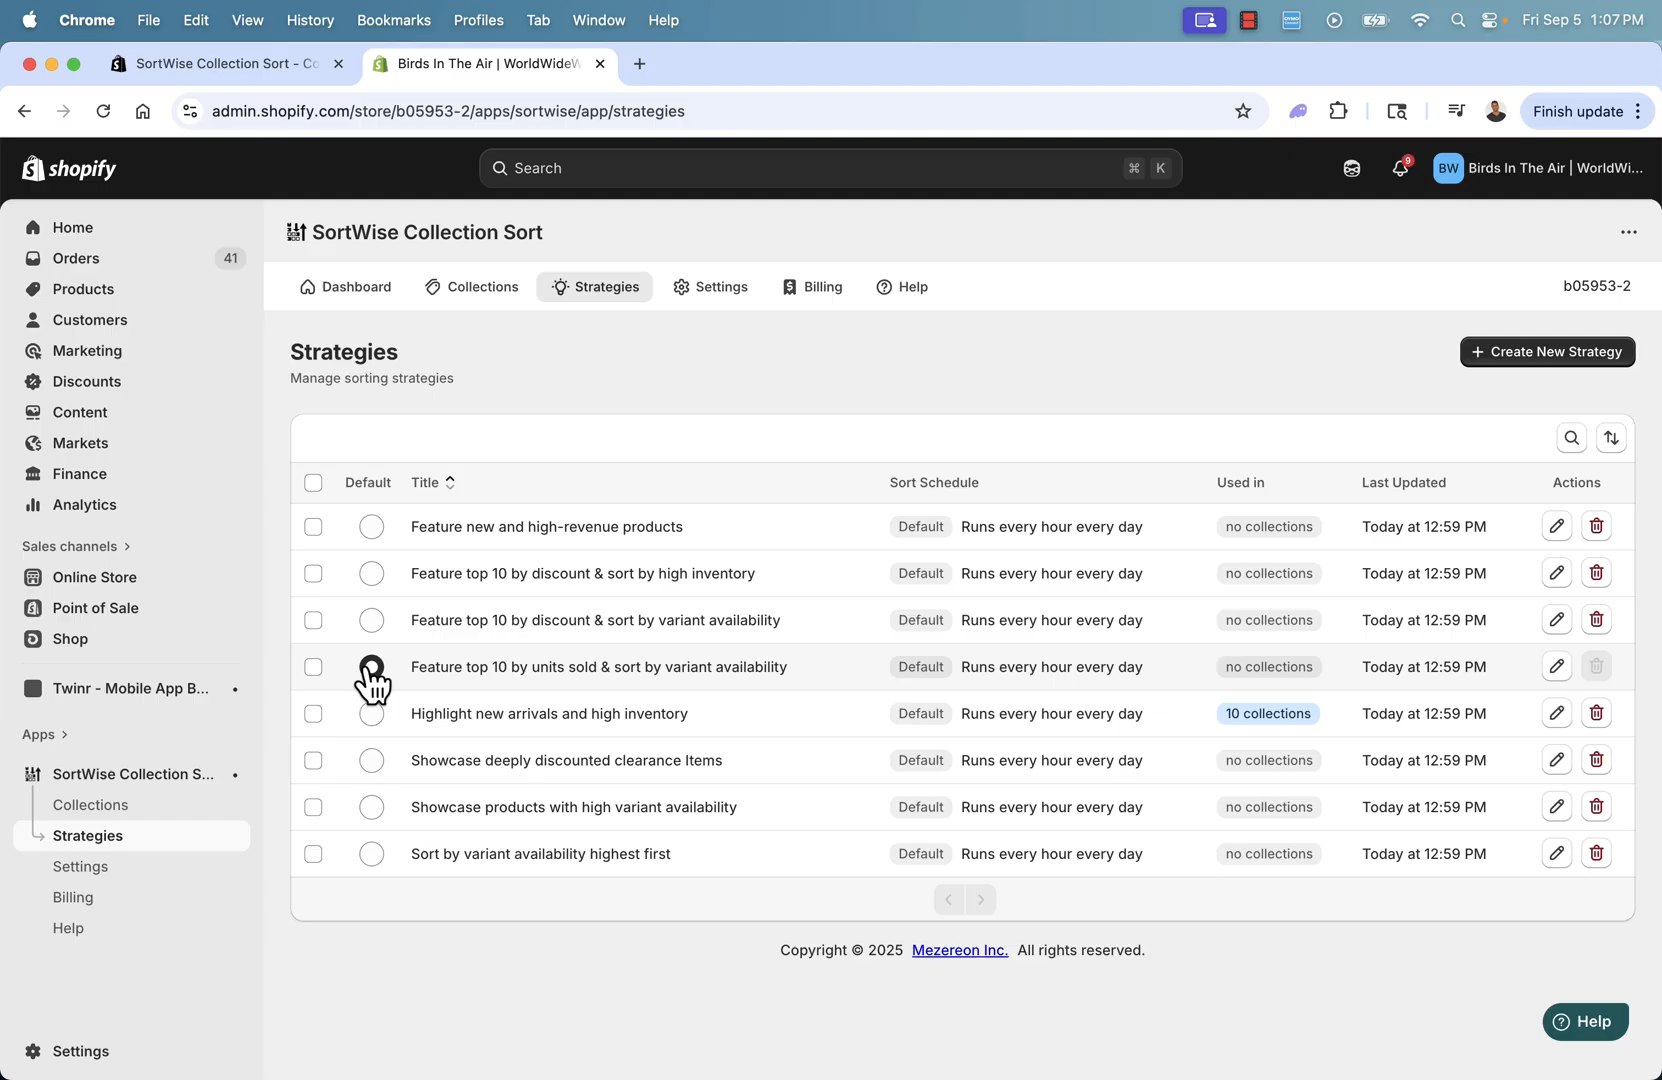 Chrome File Edit View History Bookmarks Profiles Tab Window Help Fri Sep 5 1:07 PM
SortWise Collection Sort - Co Birds In The Air | WorldWideW
admin.shopify.com/store/b05953-2/apps/sortwise/app/strategies Finish update
shopify Search ⌘ K 9 BW Birds In The Air | WorldWi...
Home
Orders 41
Products
Customers
Marketing
Discounts
Content
Markets
Finance
Analytics
Sales channels
Online Store
Point of Sale
Shop
Twinr - Mobile App B...
Apps
SortWise Collection S...
Collections
Strategies
Settings
Billing
Help
Settings
SortWise Collection Sort
Dashboard Collections Strategies Settings Billing Help b05953-2
Strategies
Manage sorting strategies
+ Create New Strategy
Default Title Sort Schedule Used in Last Updated Actions
Feature new and high-revenue products Default Runs every hour every day no collections Today at 12:59 PM
Feature top 10 by discount & sort by high inventory Default Runs every hour every day no collections Today at 12:59 PM
Feature top 10 by discount & sort by variant availability Default Runs every hour every day no collections Today at 12:59 PM
Feature top 10 by units sold & sort by variant availability Default Runs every hour every day no collections Today at 12:59 PM
Highlight new arrivals and high inventory Default Runs every hour every day 10 collections Today at 12:59 PM
Showcase deeply discounted clearance Items Default Runs every hour every day no collections Today at 12:59 PM
Showcase products with high variant availability Default Runs every hour every day no collections Today at 12:59 PM
Sort by variant availability highest first Default Runs every hour every day no collections Today at 12:59 PM
Copyright © 2025 Mezereon Inc. All rights reserved.
Help